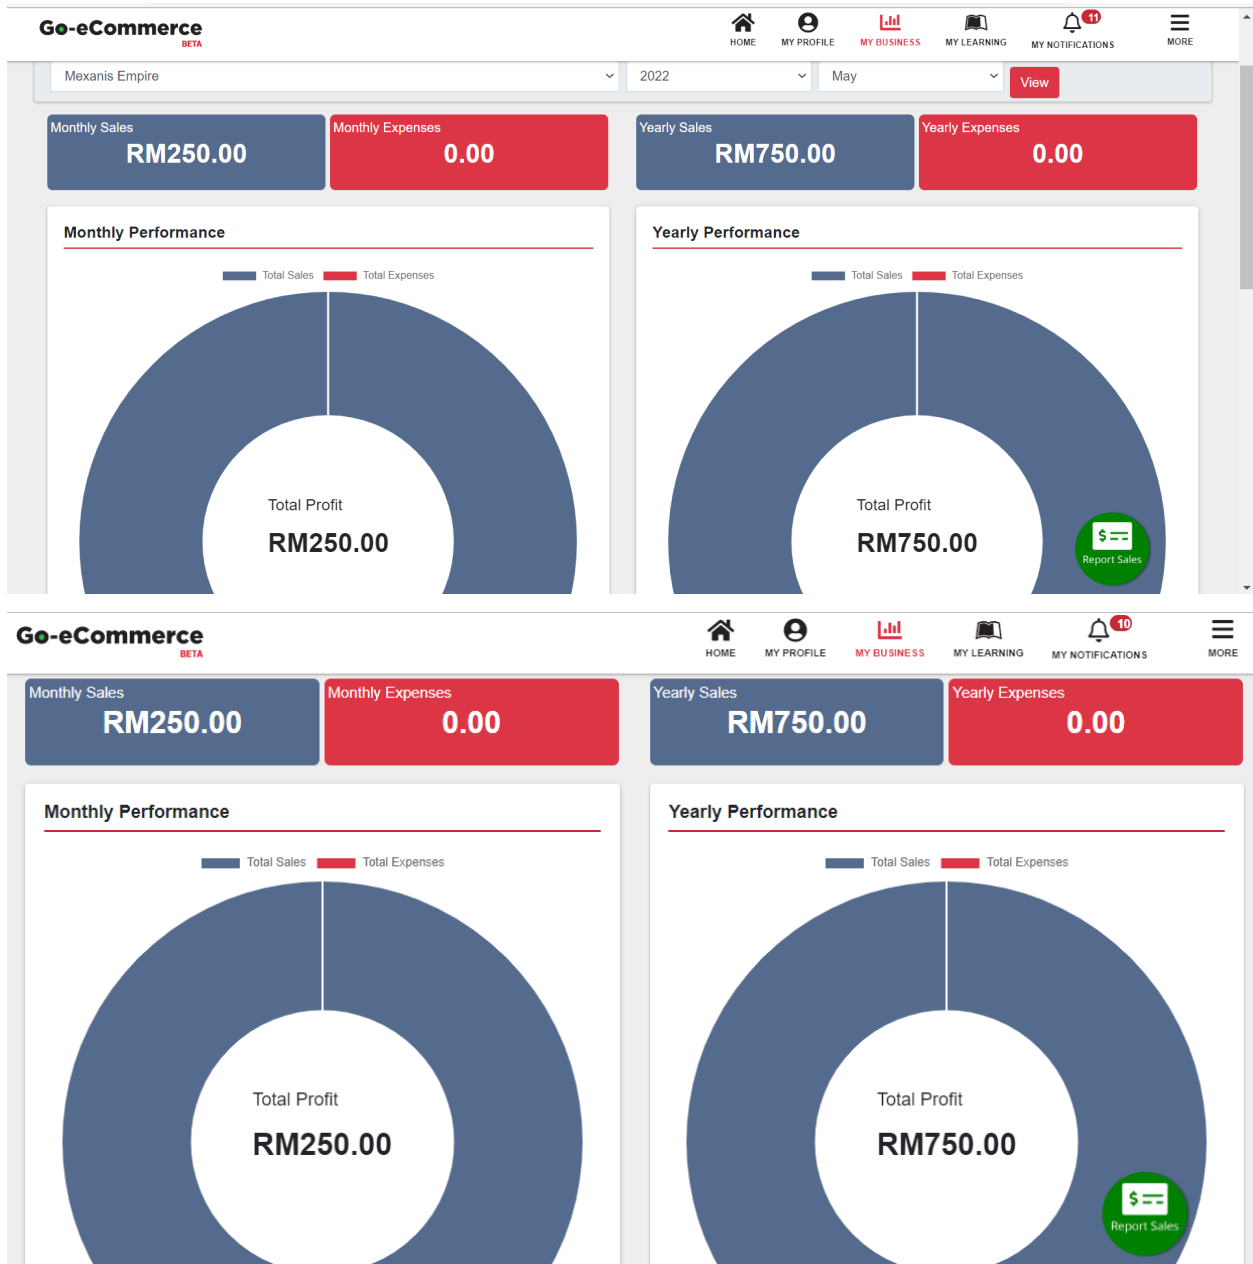 Go-eCommerce
BETA
HOME
MY PROFILE
MY BUSINESS
MY LEARNING
11
MY NOTIFICATIONS
MORE
Mexanis Empire
2022
May
View
Monthly Sales
RM250.00
Monthly Expenses
0.00
Yearly Sales
RM750.00
Yearly Expenses
0.00
Monthly Performance
Total Sales
Total Expenses
Total Profit
RM250.00
Yearly Performance
Total Sales
Total Expenses
Total Profit
RM750.00
$
Report Sales
Go-eCommerce
BETA
HOME
MY PROFILE
MY BUSINESS
MY LEARNING
10
MY NOTIFICATIONS
MORE
Monthly Sales
RM250.00
Monthly Expenses
0.00
Yearly Sales
RM750.00
Yearly Expenses
0.00
Monthly Performance
Total Sales
Total Expenses
Total Profit
RM250.00
Yearly Performance
Total Sales
Total Expenses
Total Profit
RM750.00
$
Report Sales